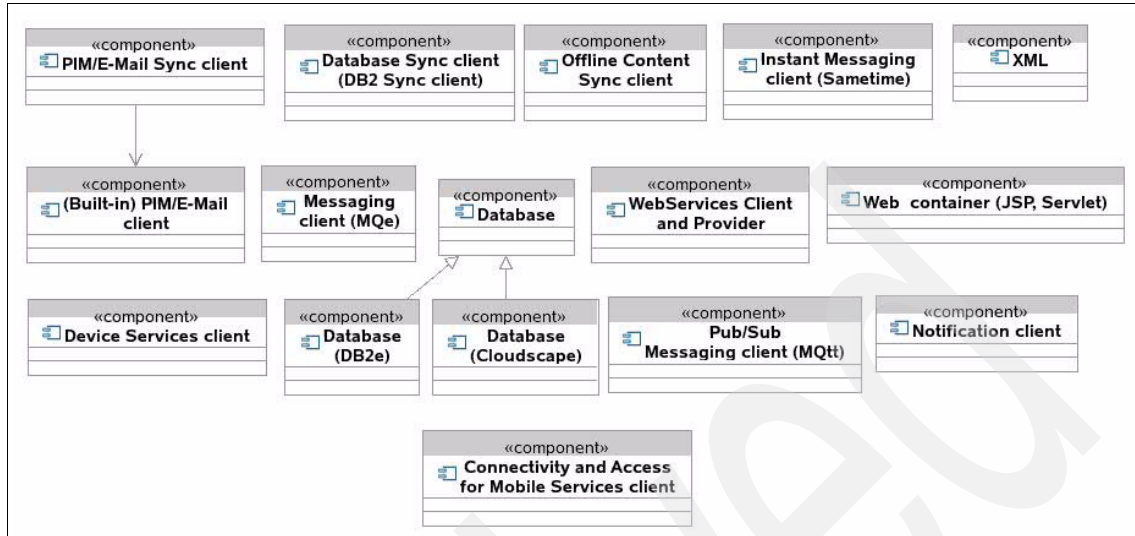 «component»
PIM/E-Mail Sync client
«component»
Database Sync client
(DB2 Sync client)
«component»
Offline Content
Sync client
«component»
Instant Messaging
client (Sametime)
«component»
XML
«component»
(Built-in) PIM/E-Mail
client
«component»
Messaging
client (MQe)
«component»
Database
«component»
WebServices Client
and Provider
«component»
Web container (JSP, Servlet)
«component»
Device Services client
«component»
Database
(DB2e)
«component»
Database
(Cloudscape)
«component»
Pub/Sub
Messaging client (MQtt)
«component»
Notification client
«component»
Connectivity and Access
for Mobile Services client